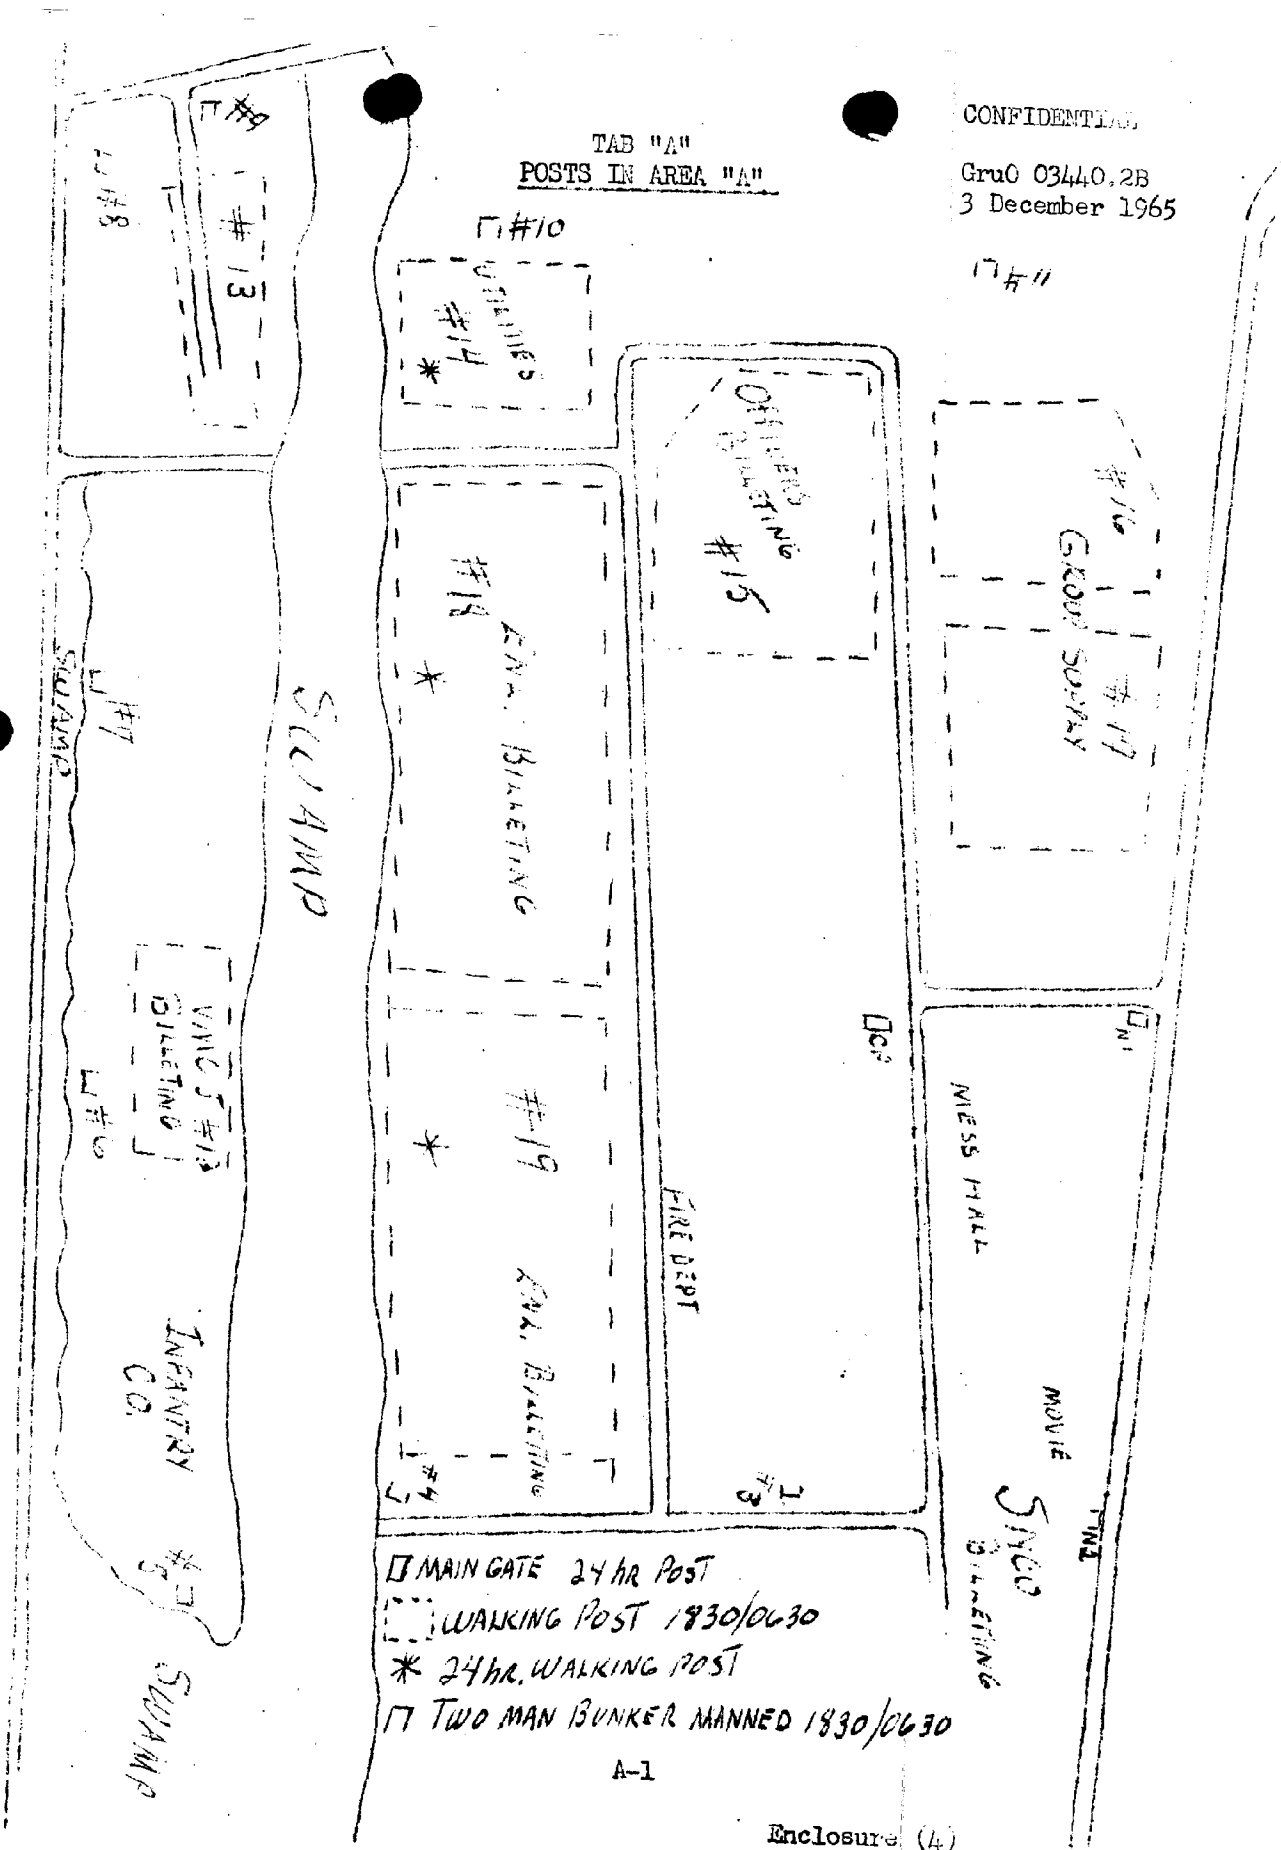 CONFIDENTIAL
TAB "A"
POSTS IN AREA "A"
GruO 03440.2B
3 December 1965
#9
#8
# 13
#10
#11
UTILITIES
#14
*
OFFICERS
BILLETING
#15
#16
GROUP SUPPLY
#17
#18
ENL. BILLETING
*
SWAMP
#7
SWAMP
VMCJ #13
BILLETING
#6
#19
*
ENL. BILLETING
FIRE DEPT
CP
MESS HALL
MOVIE
SNCO
BILLETING
INFANTRY
CO.
#4
#3
#5
SWAMP
MAIN GATE 24 hR POST
WALKING POST 1830/0630
* 24 hR. WALKING POST
TWO MAN BUNKER MANNED 1830/0630
A-1
Enclosure (4)